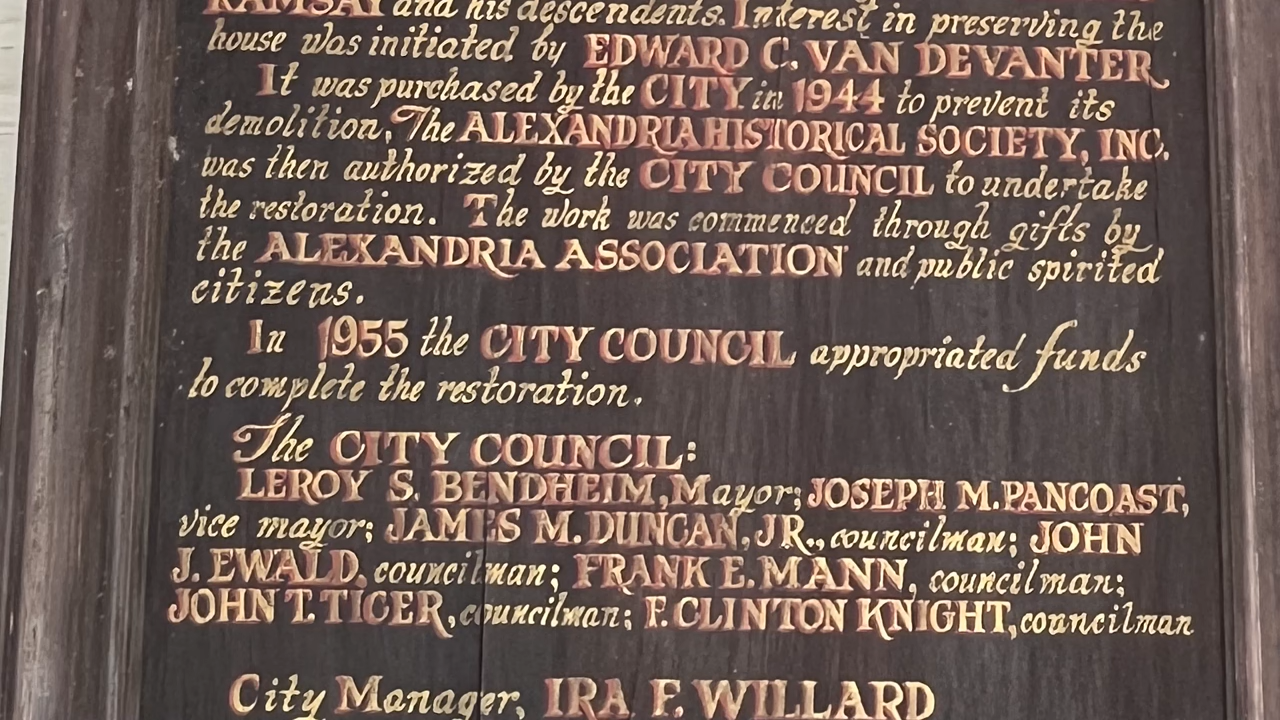 RAMSAY and his descendents. Interest in preserving the
house was initiated by EDWARD C. VAN DEVANTER
It was purchased by the CITY in 1944 to prevent its
demolition. The ALEXANDRIA HISTORICAL SOCIETY, INC.
was then authorized by the CITY COUNCIL to undertake
the restoration. The work was commenced through gifts by
the ALEXANDRIA ASSOCIATION and public spirited
citizens.
In 1955 the CITY COUNCIL appropriated funds
to complete the restoration.
The CITY COUNCIL:
LEROY S. BENDHEIM, Mayor; JOSEPH M. PANCOAST,
vice mayor; JAMES M. DUNCAN, JR., councilman; JOHN
J. EWALD, councilman; FRANK E. MANN, councilman;
JOHN T. TICER, councilman; F. CLINTON KNIGHT, councilman
City Manager, IRA F. WILLARD